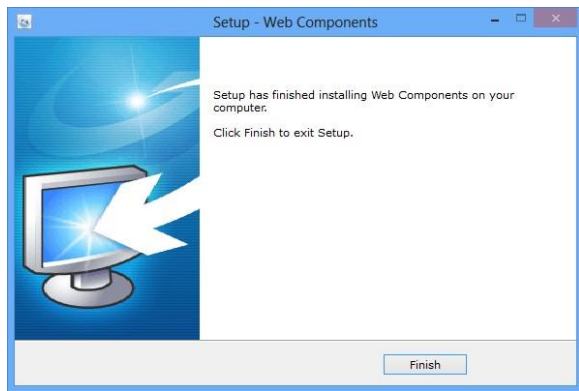 Setup - Web Components
Setup has finished installing Web Components on your
computer.
Click Finish to exit Setup.
Finish